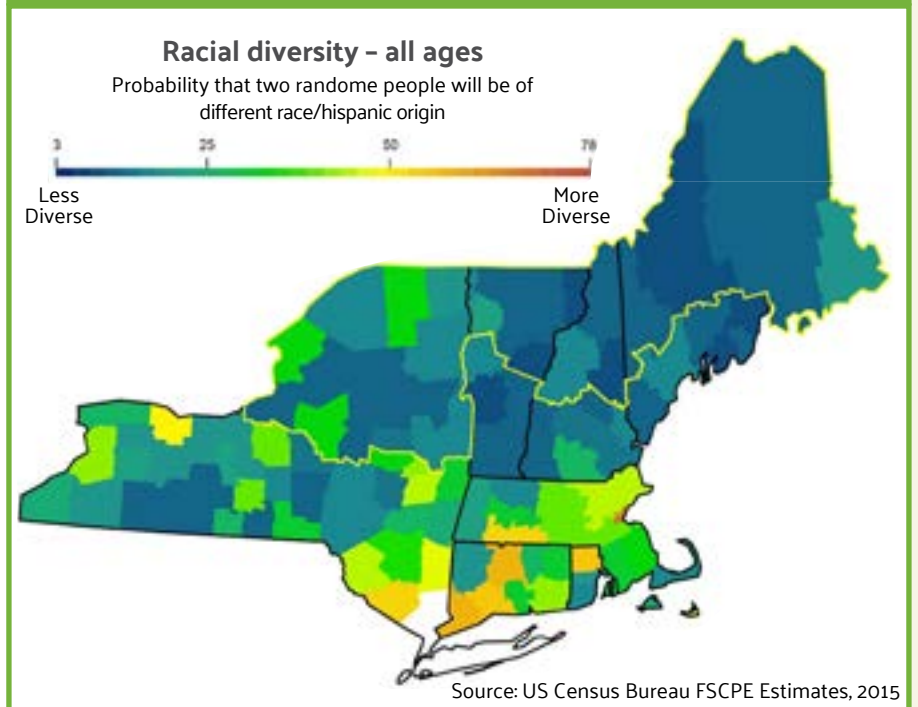 Racial diversity – all ages
Probability that two randome people will be of
different race/hispanic origin
3 25 50 78
Less
Diverse
More
Diverse
Source: US Census Bureau FSCPE Estimates, 2015